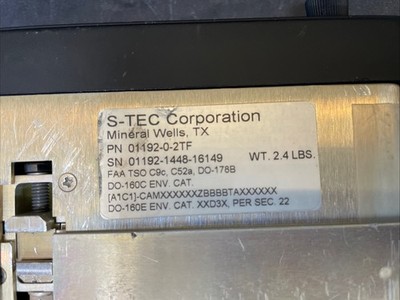 S-TEC Corporation
Mineral Wells, TX
PN 01192-0-2TF
SN 01192-1448-16149 WT. 2.4 LBS.
FAA TSO C9c, C52a, DO-178B
DO-160C ENV. CAT.
[A1C1]-CAMXXXXXXZBBBBTAXXXXXX
DO-160E ENV. CAT. XXD3X, PER SEC. 22